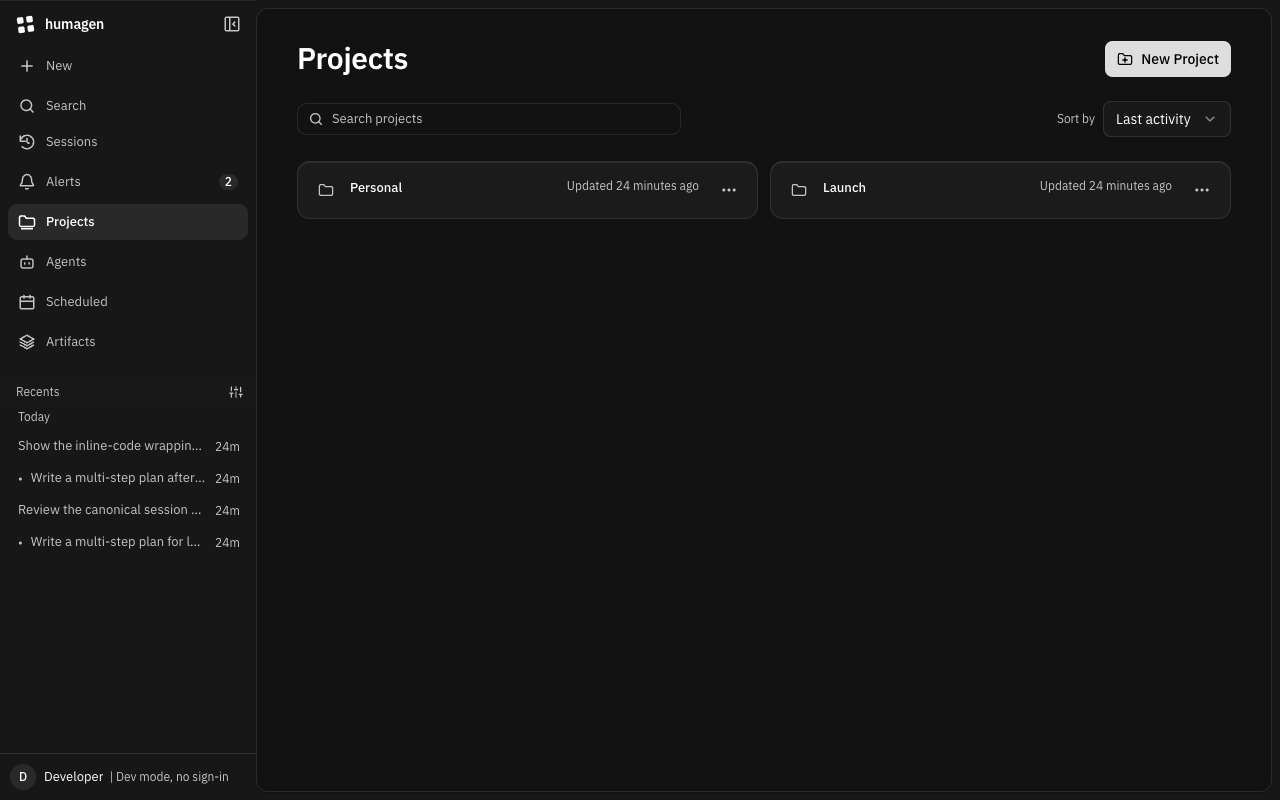 humagen
New
Search
Sessions
Alerts 2
Projects
Agents
Scheduled
Artifacts
Recents
Today
Show the inline-code wrappin... 24m
• Write a multi-step plan after... 24m
Review the canonical session ... 24m
• Write a multi-step plan for l... 24m
D Developer | Dev mode, no sign-in
Projects
New Project
Search projects
Sort by Last activity
Personal Updated 24 minutes ago
Launch Updated 24 minutes ago